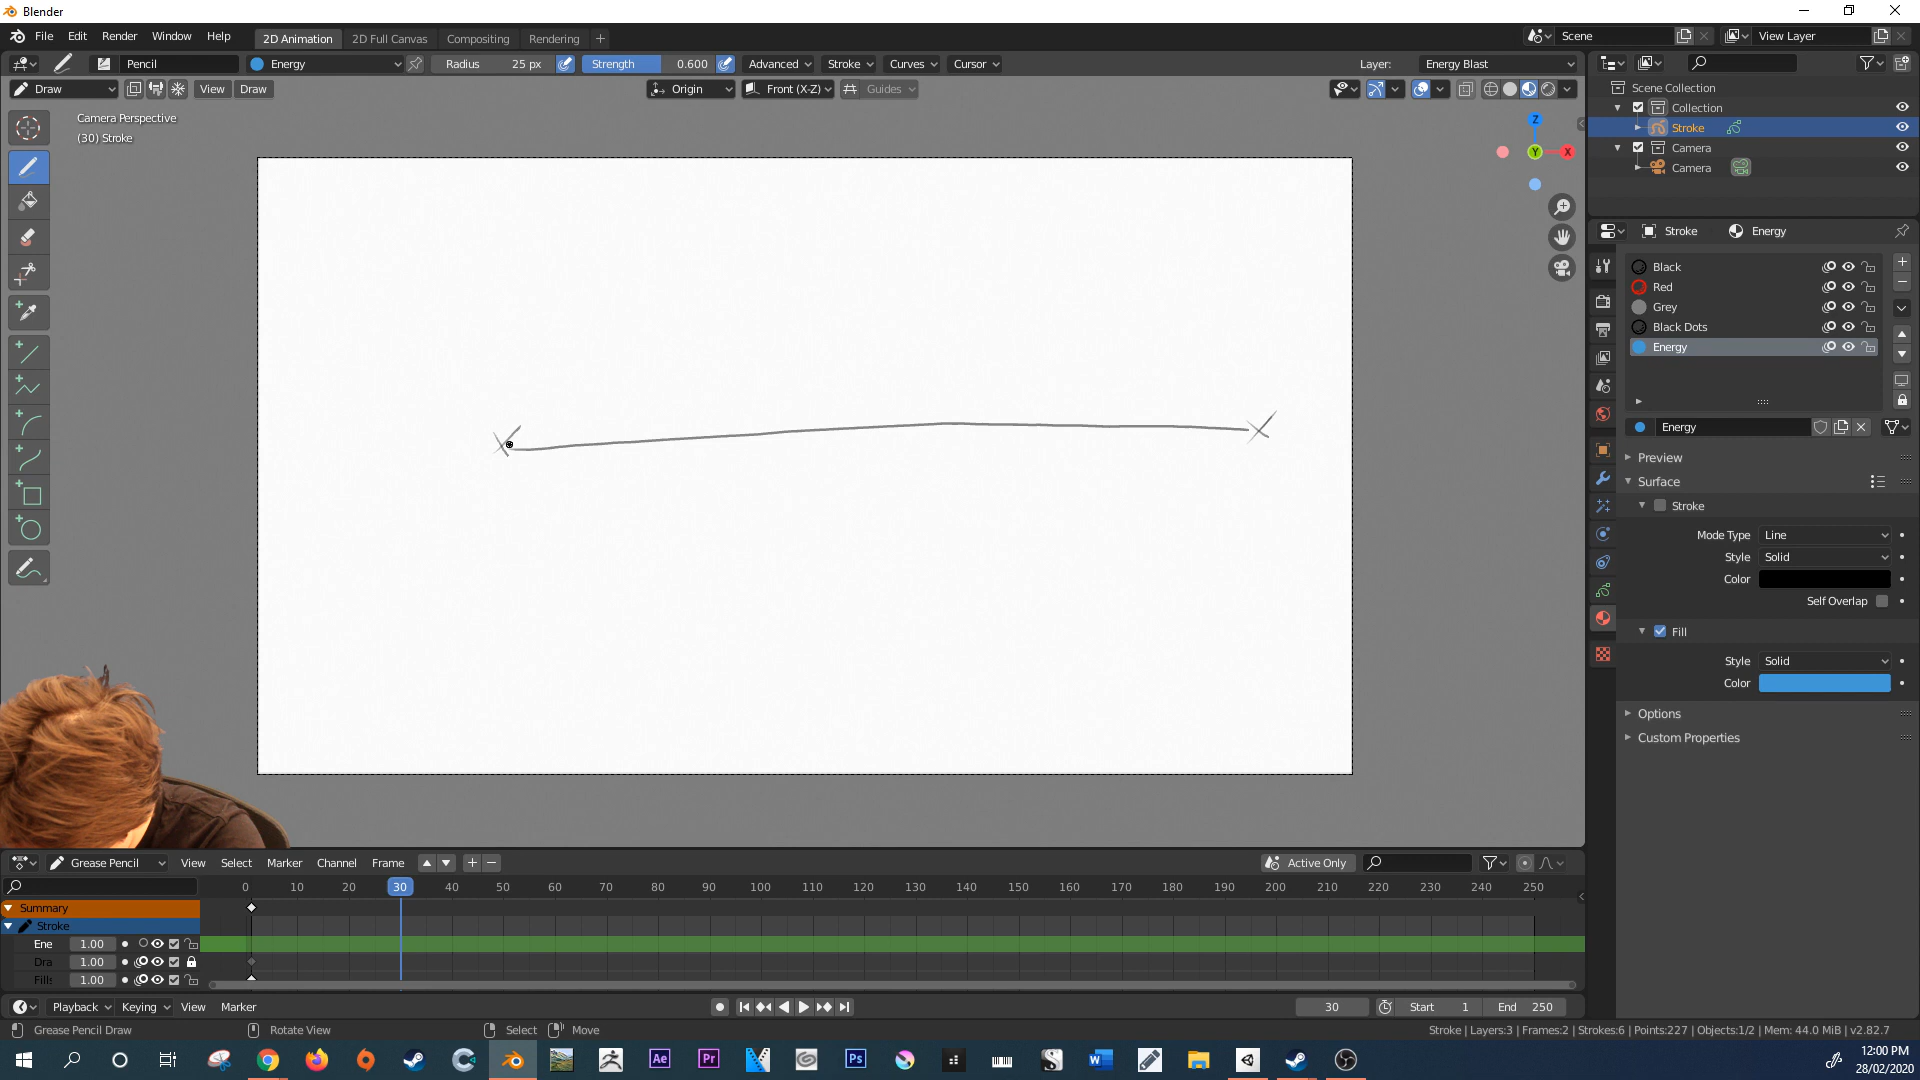 Blender
File Edit Render Window Help 2D Animation 2D Full Canvas Compositing Rendering + Scene View Layer
Pencil Energy Radius 25 px Strength 0.600 Advanced Stroke Curves Cursor Layer: Energy Blast
Draw View Draw Origin Front (X-Z) Guides
Scene Collection
Collection
Stroke
Camera
Camera
Camera Perspective
(30) Stroke
Z
Y
X
Stroke Energy
Black
Red
Grey
Black Dots
Energy
Energy
Preview
Surface
Stroke
Mode Type Line
Style Solid
Color
Self Overlap
Fill
Style Solid
Color
Options
Custom Properties
Grease Pencil View Select Marker Channel Frame Active Only
0 10 20 30 40 50 60 70 80 90 100 110 120 130 140 150 160 170 180 190 200 210 220 230 240 250
Summary
Stroke
Ene 1.00
Dra 1.00
Fills 1.00
Playback Keying View Marker 30 Start 1 End 250
Grease Pencil Draw Rotate View Select Move Stroke | Layers:3 | Frames:2 | Strokes:6 | Points:227 | Objects:1/2 | Mem: 44.0 MiB | v2.82.7
Ae Pr Ps
12:00 PM
28/02/2020